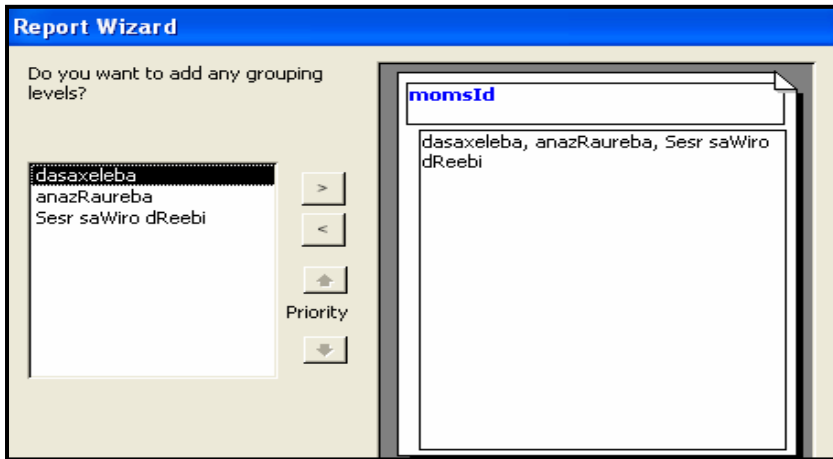 Report Wizard
Do you want to add any grouping
levels?
dasaxeleba
anazRaureba
Sesr saWiro dReebi
>
<
Priority
momsId
dasaxeleba, anazRaureba, Sesr saWiro
dReebi